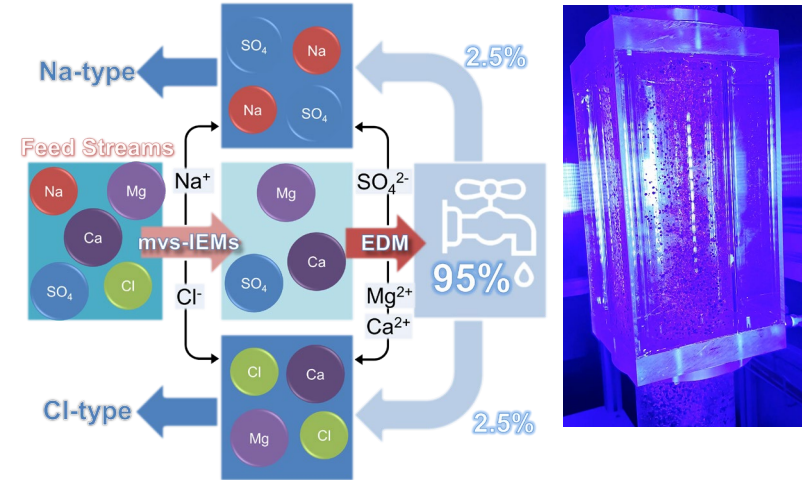 SO₄
Na
Na
SO₄
Na-type
2.5%
Feed Streams
Na
Mg
Ca
SO₄
Cl
Na⁺
mvs-IEMs
Cl⁻
Mg
Ca
SO₄
SO₄²⁻
EDM
Mg²⁺
Ca²⁺
95%
Cl
Ca
Mg
Cl
Cl-type
2.5%